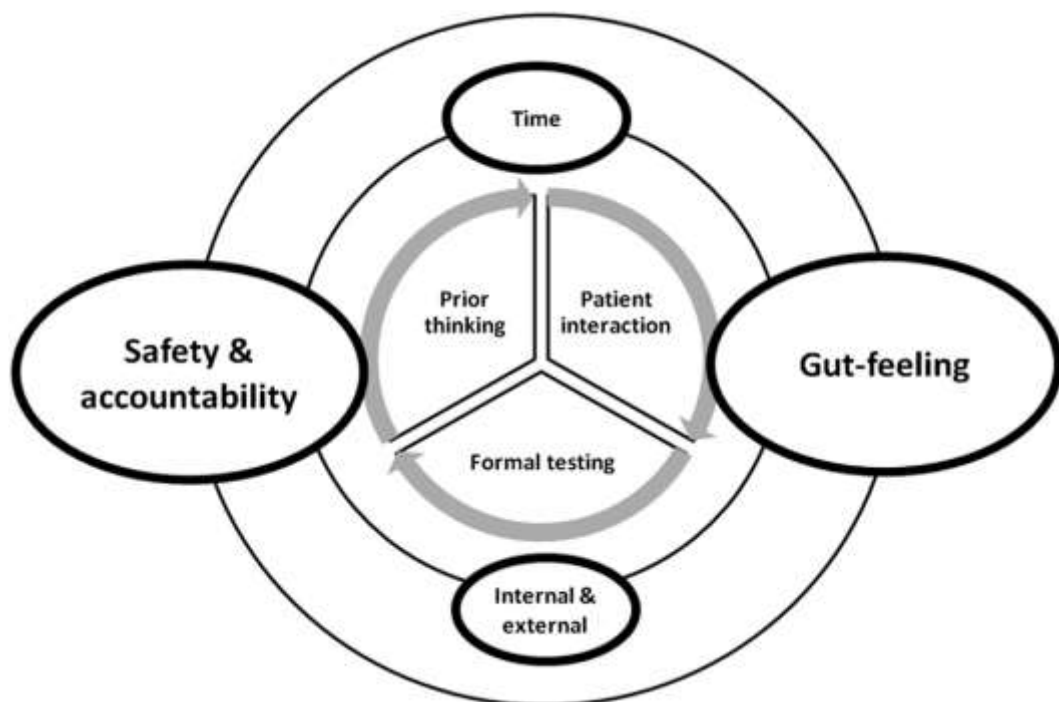 Time
Prior
thinking
Patient
interaction
Safety &
accountability
Gut-feeling
Formal testing
Internal &
external